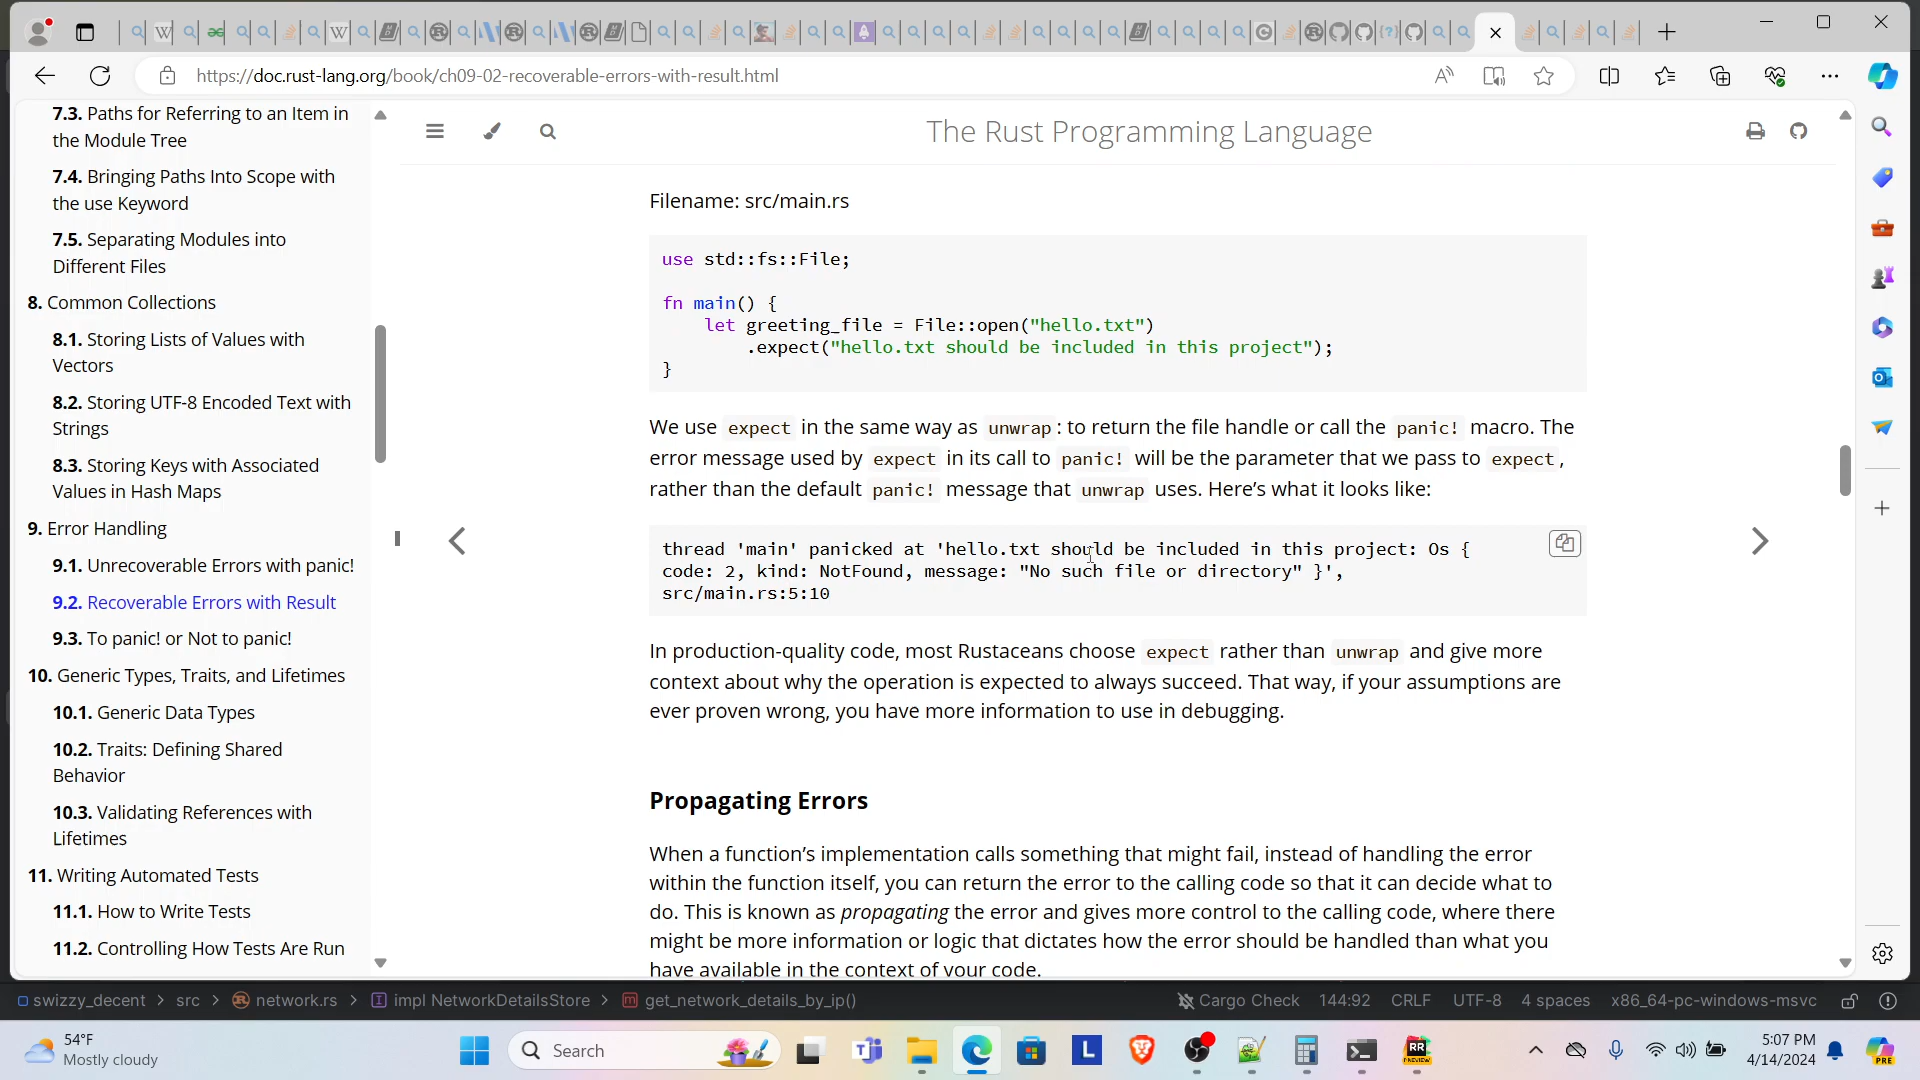 https://doc.rust-lang.org/book/ch09-02-recoverable-errors-with-result.html
7.3. Paths for Referring to an Item in
the Module Tree
7.4. Bringing Paths Into Scope with
the use Keyword
7.5. Separating Modules into
Different Files
8. Common Collections
8.1. Storing Lists of Values with
Vectors
8.2. Storing UTF-8 Encoded Text with
Strings
8.3. Storing Keys with Associated
Values in Hash Maps
9. Error Handling
9.1. Unrecoverable Errors with panic!
9.2. Recoverable Errors with Result
9.3. To panic! or Not to panic!
10. Generic Types, Traits, and Lifetimes
10.1. Generic Data Types
10.2. Traits: Defining Shared
Behavior
10.3. Validating References with
Lifetimes
11. Writing Automated Tests
11.1. How to Write Tests
11.2. Controlling How Tests Are Run
The Rust Programming Language
Filename: src/main.rs
use std::fs::File;
fn main() {
let greeting_file = File::open("hello.txt")
.expect("hello.txt should be included in this project");
}
We use expect in the same way as unwrap: to return the file handle or call the panic! macro. The
error message used by expect in its call to panic! will be the parameter that we pass to expect,
rather than the default panic! message that unwrap uses. Here’s what it looks like:
thread 'main' panicked at 'hello.txt should be included in this project: Os {
code: 2, kind: NotFound, message: "No such file or directory" }',
src/main.rs:5:10
In production-quality code, most Rustaceans choose expect rather than unwrap and give more
context about why the operation is expected to always succeed. That way, if your assumptions are
ever proven wrong, you have more information to use in debugging.
Propagating Errors
When a function’s implementation calls something that might fail, instead of handling the error
within the function itself, you can return the error to the calling code so that it can decide what to
do. This is known as propagating the error and gives more control to the calling code, where there
might be more information or logic that dictates how the error should be handled than what you
have available in the context of your code.
swizzy_decent > src > network.rs > impl NetworkDetailsStore > get_network_details_by_ip()
Cargo Check 144:92 CRLF UTF-8 4 spaces x86_64-pc-windows-msvc
54°F
Mostly cloudy
Search
5:07 PM
4/14/2024